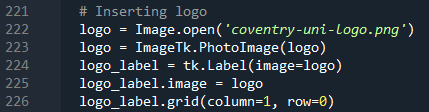 221 # Inserting logo
222 logo = Image.open('coventry-uni-logo.png')
223 logo = ImageTk.PhotoImage(logo)
224 logo_label = tk.Label(image=logo)
225 logo_label.image = logo
226 logo_label.grid(column=1, row=0)